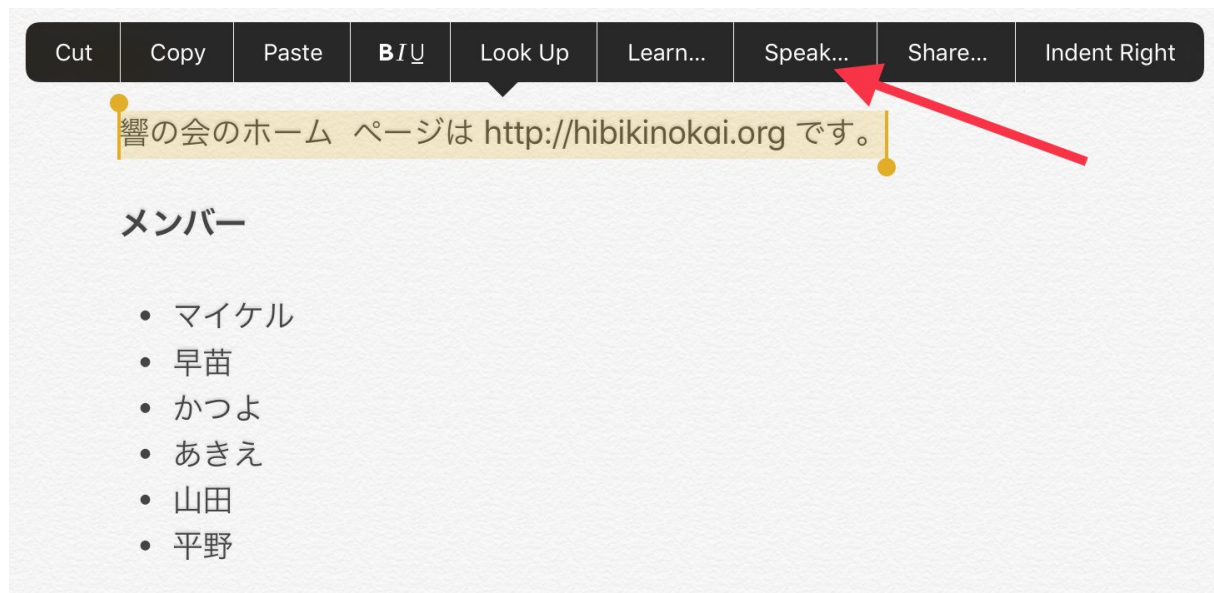 Cut Copy Paste BIU Look Up Learn... Speak... Share... Indent Right
響の会のホーム ページは http://hibikinokai.org です。
メンバー
• マイケル
• 早苗
• かつよ
• あきえ
• 山田
• 平野